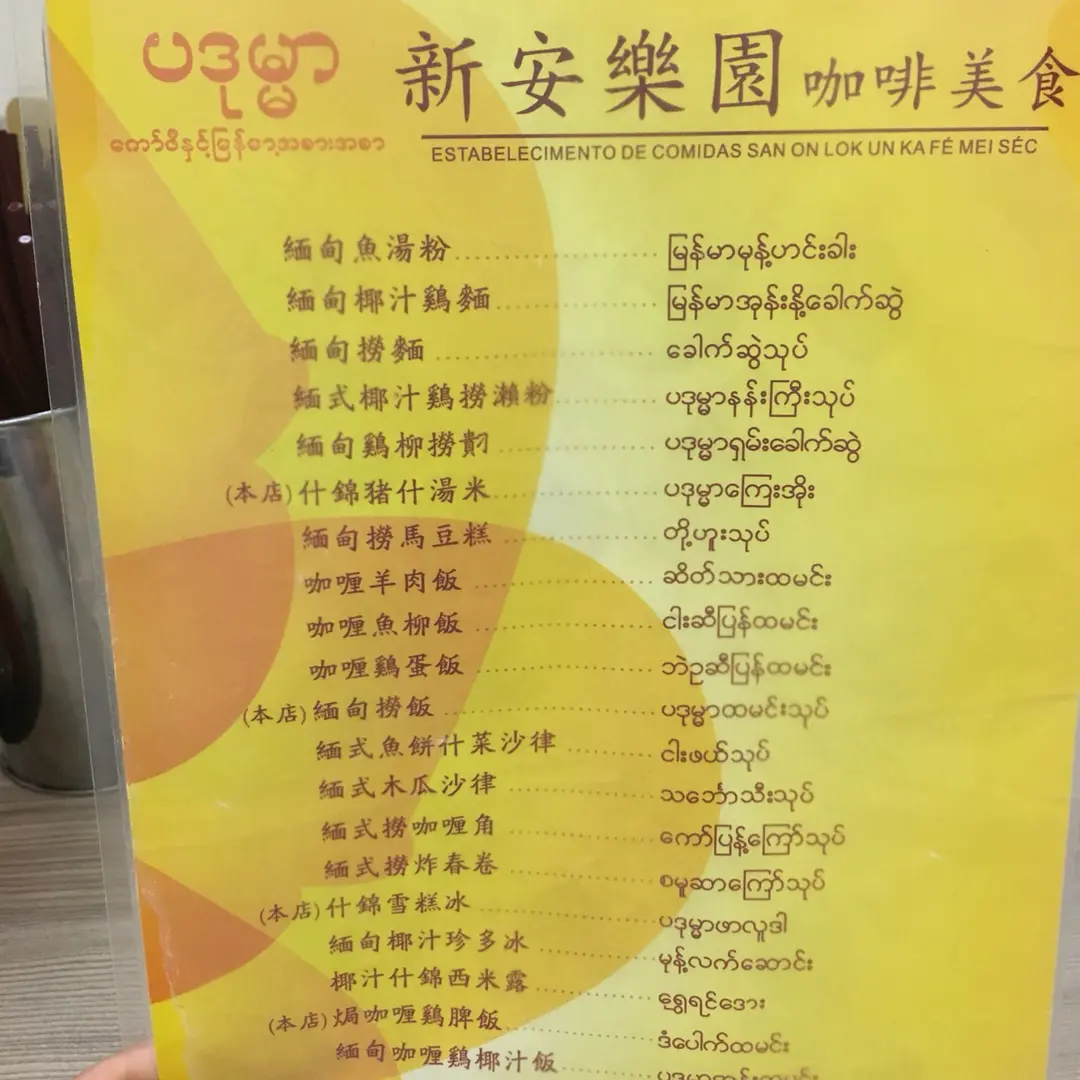 ပဒုမ္မာ 新安樂園 咖啡美食
ကော်ဖီနှင့်မြန်မာ့အစားအစာ
ESTABELECIMENTO DE COMIDAS SAN ON LOK UN KA FÉ MEI SÉC
緬甸魚湯粉 မြန်မာမုန့်ဟင်းခါး
緬甸椰汁鷄麵 မြန်မာအုန်းနို့ခေါက်ဆွဲ
緬甸撈麵 ခေါက်ဆွဲသုပ်
緬式椰汁鷄撈瀨粉 ပဒုမ္မာနန်းကြီးသုပ်
緬甸鷄柳撈 ပဒုမ္မာရှမ်းခေါက်ဆွဲ
(本店)什錦猪什湯米 ပဒုမ္မာကြေးအိုး
緬甸撈馬豆糕 တို့ဟူးသုပ်
咖喱羊肉飯 ဆိတ်သားထမင်း
咖喱魚柳飯 ငါးဆီပြန်ထမင်း
咖喱鷄蛋飯 ဘဲဥဆီပြန်ထမင်း
(本店)緬甸撈飯 ပဒုမ္မာထမင်းသုပ်
緬式魚餅什菜沙律 ငါးဖယ်သုပ်
緬式木瓜沙律 သင်္ဘောသီးသုပ်
緬式撈咖喱角 ကော်ပြန့်ကြော်သုပ်
緬式撈炸春卷 စမူဆာကြော်သုပ်
(本店)什錦雪糕冰 ပဒုမ္မာဖာလူဒါ
緬甸椰汁珍多冰 မုန့်လက်ဆောင်း
椰汁什錦西米露 ရွှေရင်အေး
(本店)焗咖喱鷄脾飯 ဒံပေါက်ထမင်း
緬甸咖喱鷄椰汁飯